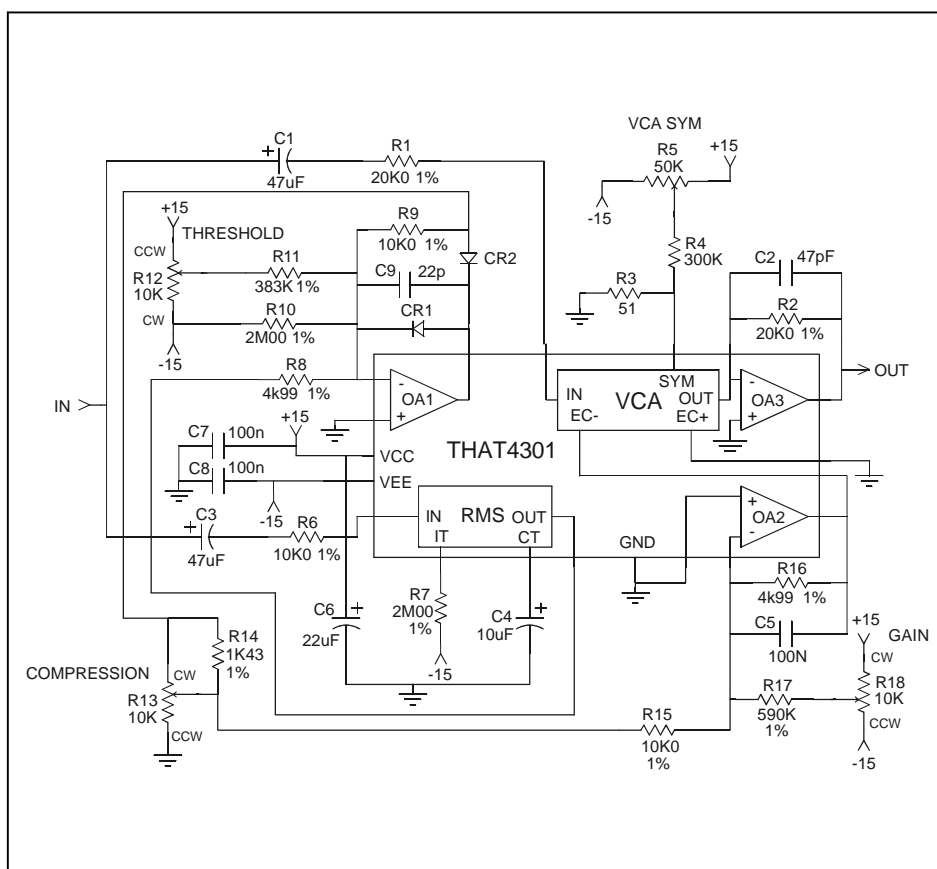 VCA SYM
C1
+
47uF
R1
20K0 1%
R5
50K
+15
-15
+15
THRESHOLD
CCW
R12
10K
CW
-15
R11
383K 1%
R10
2M00 1%
R9
10K0 1%
C9
22p
CR1
CR2
R4
300K
R3
51
C2
47pF
R2
20K0 1%
R8
4k99 1%
-
OA1
+
IN
SYM
IN
OUT
VCA
EC-
EC+
-
OA3
+
OUT
+15
C7
100n
C8
100n
-15
VCC
VEE
THAT4301
C3
+
47uF
R6
10K0 1%
IN
RMS
OUT
IT
CT
GND
+
OA2
-
R7
2M00
1%
-15
C6
+
22uF
C4
+
10uF
R16
4k99 1%
C5
100N
+15
GAIN
CW
R18
10K
CCW
-15
R17
590K
1%
R14
1K43
1%
COMPRESSION
CW
R13
10K
CCW
R15
10K0
1%